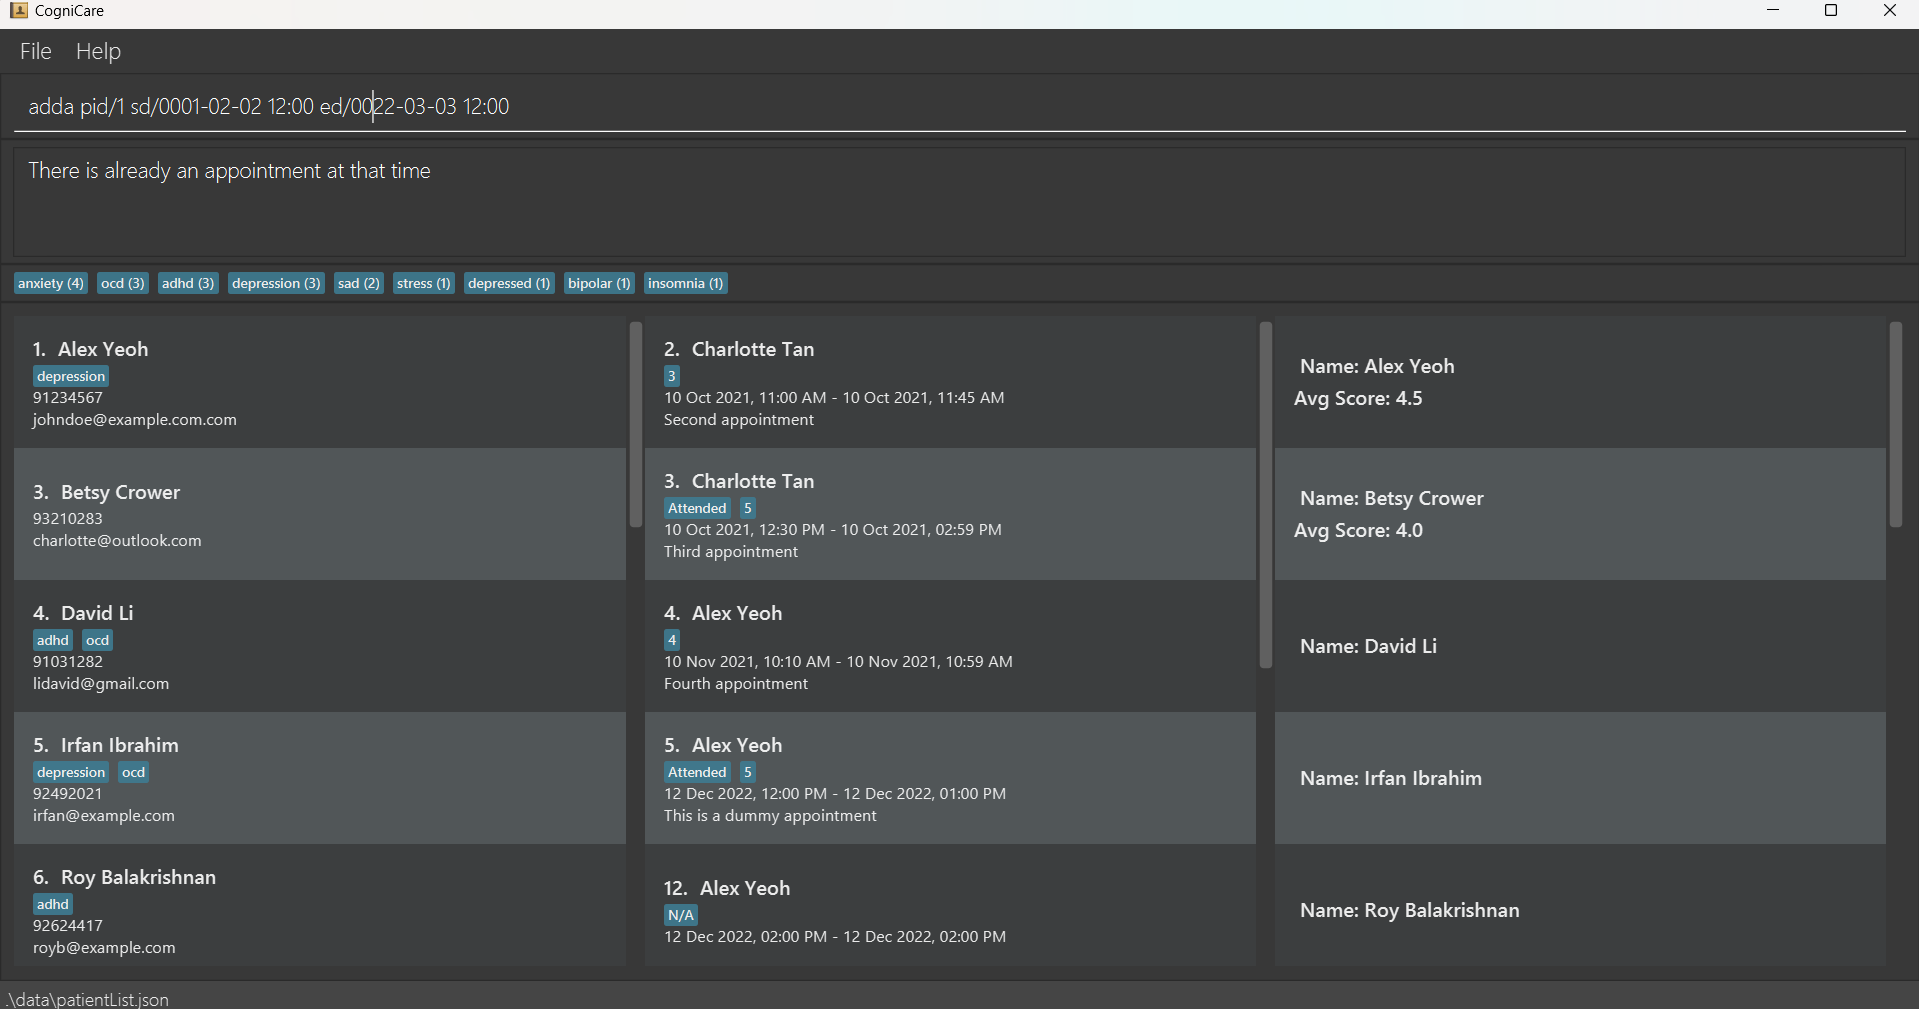 CogniCare
File Help
adda pid/1 sd/0001-02-02 12:00 ed/0022-03-03 12:00
There is already an appointment at that time
anxiety (4) ocd (3) adhd (3) depression (3) sad (2) stress (1) depressed (1) bipolar (1) insomnia (1)
1. Alex Yeoh
depression
91234567
johndoe@example.com.com
3. Betsy Crower
93210283
charlotte@outlook.com
4. David Li
adhd ocd
91031282
lidavid@gmail.com
5. Irfan Ibrahim
depression ocd
92492021
irfan@example.com
6. Roy Balakrishnan
adhd
92624417
royb@example.com
2. Charlotte Tan
3
10 Oct 2021, 11:00 AM - 10 Oct 2021, 11:45 AM
Second appointment
3. Charlotte Tan
Attended 5
10 Oct 2021, 12:30 PM - 10 Oct 2021, 02:59 PM
Third appointment
4. Alex Yeoh
4
10 Nov 2021, 10:10 AM - 10 Nov 2021, 10:59 AM
Fourth appointment
5. Alex Yeoh
Attended 5
12 Dec 2022, 12:00 PM - 12 Dec 2022, 01:00 PM
This is a dummy appointment
12. Alex Yeoh
N/A
12 Dec 2022, 02:00 PM - 12 Dec 2022, 02:00 PM
Name: Alex Yeoh
Avg Score: 4.5
Name: Betsy Crower
Avg Score: 4.0
Name: David Li
Name: Irfan Ibrahim
Name: Roy Balakrishnan
.\data\patientList.json